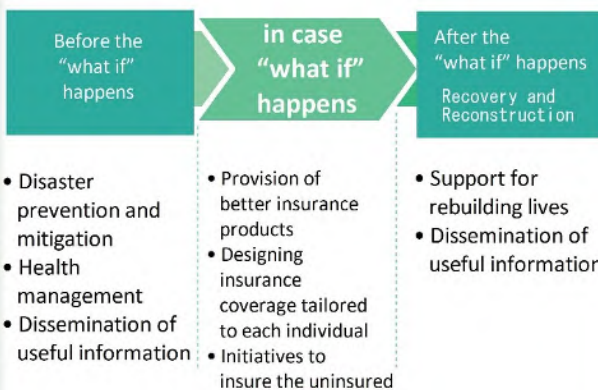 Before the
“what if”
happens
• Disaster
prevention and
mitigation
• Health
management
• Dissemination of
useful information
in case
“what if”
happens
• Provision of
better insurance
products
• Designing
insurance
coverage tailored
to each individual
• Initiatives to
insure the uninsured
After the
“what if” happens
Recovery and
Reconstruction
• Support for
rebuilding lives
• Dissemination of
useful information